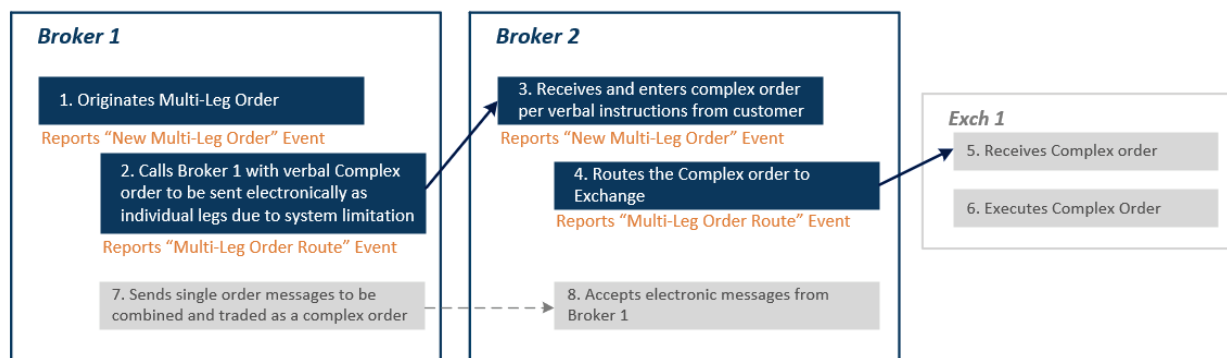 Broker 1
1. Originates Multi-Leg Order
Reports “New Multi-Leg Order” Event
2. Calls Broker 1 with verbal Complex
order to be sent electronically as
individual legs due to system limitation
Reports “Multi-Leg Order Route” Event
7. Sends single order messages to be
combined and traded as a complex order
Broker 2
3. Receives and enters complex order
per verbal instructions from customer
Reports “New Multi-Leg Order” Event
4. Routes the Complex order to
Exchange
Reports “Multi-Leg Order Route” Event
8. Accepts electronic messages from
Broker 1
Exch 1
5. Receives Complex order
6. Executes Complex Order